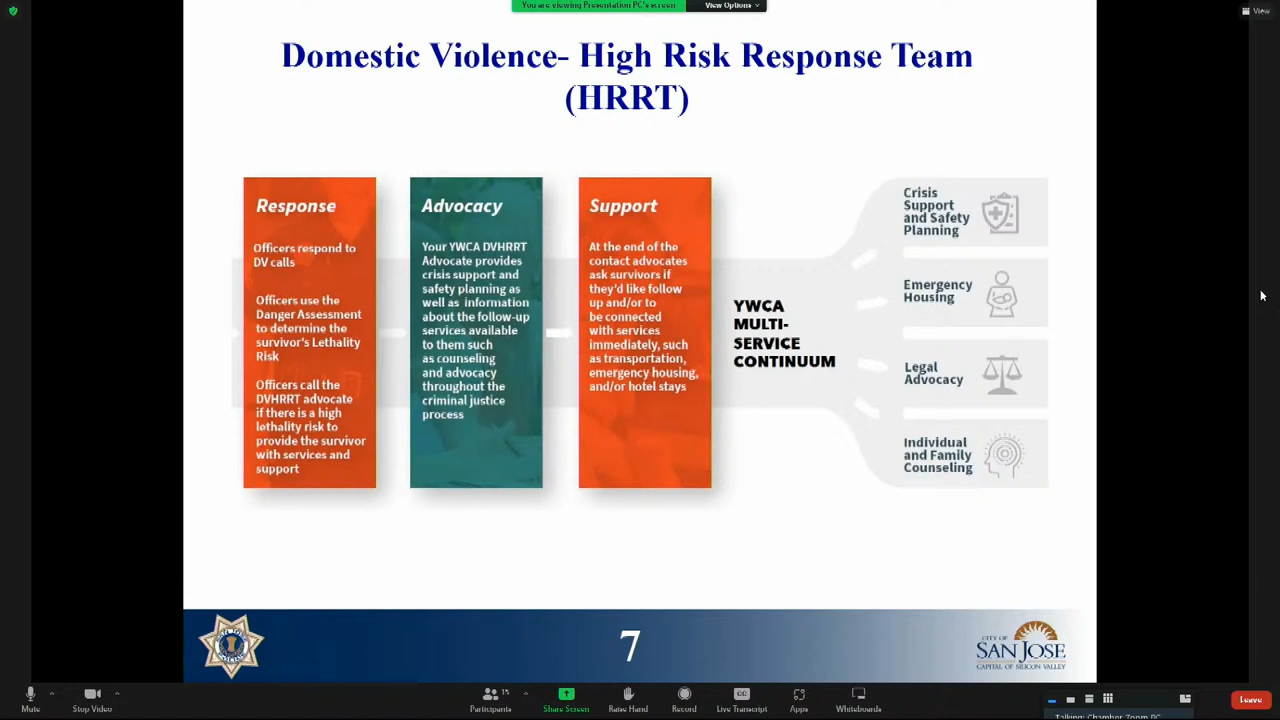 You are viewing Presentation PC's screen
View Options
View
Domestic Violence- High Risk Response Team
(HRRT)
Response
Officers respond to
DV calls
Officers use the
Danger Assessment
to determine the
survivor's Lethality
Risk
Officers call the
DVHRRT advocate
if there is a high
lethality risk to
provide the survivor
with services and
support
Advocacy
Your YWCA DVHRRT
Advocate provides
crisis support and
safety planning as
well as information
about the follow-up
services available
to them such
as counseling
and advocacy
throughout the
criminal justice
process
Support
At the end of the
contact advocates
ask survivors if
they'd like follow
up and/or to
be connected
with services
immediately, such
as transportation,
emergency housing,
and/or hotel stays
YWCA
MULTI-
SERVICE
CONTINUUM
Crisis
Support
and Safety
Planning
Emergency
Housing
Legal
Advocacy
Individual
and Family
Counseling
7
CITY OF
SAN JOSE
CAPITAL OF SILICON VALLEY
Mute
Stop Video
15
Participants
Share Screen
Raise Hand
Record
CC
Live Transcript
Apps
Whiteboards
Talking: Chamber Zoom PC
Leave